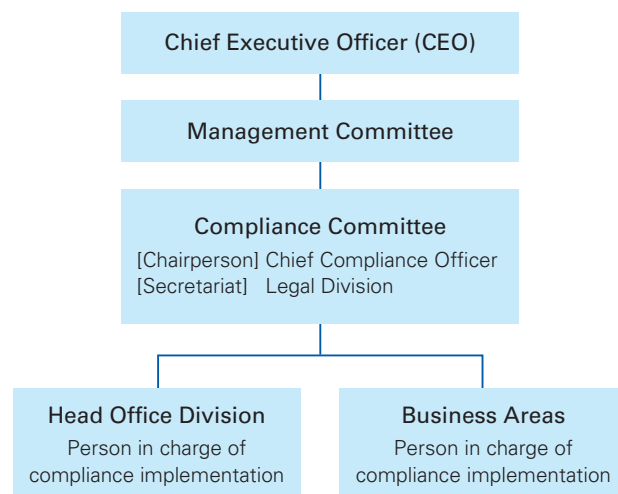 Chief Executive Officer (CEO)
Management Committee
Compliance Committee
[Chairperson] Chief Compliance Officer
[Secretariat] Legal Division
Head Office Division
Person in charge of
compliance implementation
Business Areas
Person in charge of
compliance implementation